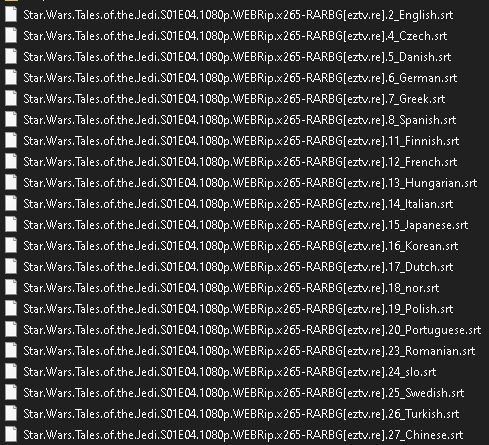 Star.Wars.Tales.of.the.Jedi.S01E04.1080p.WEBRip.x265-RARBG[eztv.re].2_English.srt
Star.Wars.Tales.of.the.Jedi.S01E04.1080p.WEBRip.x265-RARBG[eztv.re].4_Czech.srt
Star.Wars.Tales.of.the.Jedi.S01E04.1080p.WEBRip.x265-RARBG[eztv.re].5_Danish.srt
Star.Wars.Tales.of.the.Jedi.S01E04.1080p.WEBRip.x265-RARBG[eztv.re].6_German.srt
Star.Wars.Tales.of.the.Jedi.S01E04.1080p.WEBRip.x265-RARBG[eztv.re].7_Greek.srt
Star.Wars.Tales.of.the.Jedi.S01E04.1080p.WEBRip.x265-RARBG[eztv.re].8_Spanish.srt
Star.Wars.Tales.of.the.Jedi.S01E04.1080p.WEBRip.x265-RARBG[eztv.re].11_Finnish.srt
Star.Wars.Tales.of.the.Jedi.S01E04.1080p.WEBRip.x265-RARBG[eztv.re].12_French.srt
Star.Wars.Tales.of.the.Jedi.S01E04.1080p.WEBRip.x265-RARBG[eztv.re].13_Hungarian.srt
Star.Wars.Tales.of.the.Jedi.S01E04.1080p.WEBRip.x265-RARBG[eztv.re].14_Italian.srt
Star.Wars.Tales.of.the.Jedi.S01E04.1080p.WEBRip.x265-RARBG[eztv.re].15_Japanese.srt
Star.Wars.Tales.of.the.Jedi.S01E04.1080p.WEBRip.x265-RARBG[eztv.re].16_Korean.srt
Star.Wars.Tales.of.the.Jedi.S01E04.1080p.WEBRip.x265-RARBG[eztv.re].17_Dutch.srt
Star.Wars.Tales.of.the.Jedi.S01E04.1080p.WEBRip.x265-RARBG[eztv.re].18_nor.srt
Star.Wars.Tales.of.the.Jedi.S01E04.1080p.WEBRip.x265-RARBG[eztv.re].19_Polish.srt
Star.Wars.Tales.of.the.Jedi.S01E04.1080p.WEBRip.x265-RARBG[eztv.re].20_Portuguese.srt
Star.Wars.Tales.of.the.Jedi.S01E04.1080p.WEBRip.x265-RARBG[eztv.re].23_Romanian.srt
Star.Wars.Tales.of.the.Jedi.S01E04.1080p.WEBRip.x265-RARBG[eztv.re].24_slo.srt
Star.Wars.Tales.of.the.Jedi.S01E04.1080p.WEBRip.x265-RARBG[eztv.re].25_Swedish.srt
Star.Wars.Tales.of.the.Jedi.S01E04.1080p.WEBRip.x265-RARBG[eztv.re].26_Turkish.srt
Star.Wars.Tales.of.the.Jedi.S01E04.1080p.WEBRip.x265-RARBG[eztv.re].27_Chinese.srt